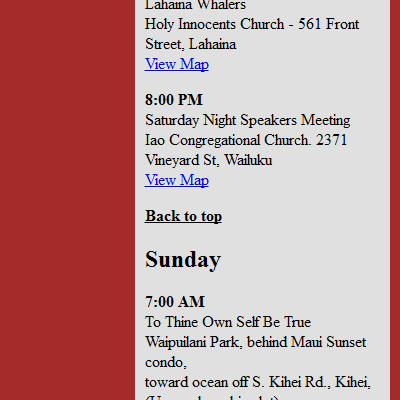 Lahaina Whalers
Holy Innocents Church - 561 Front
Street, Lahaina
View Map
8:00 PM
Saturday Night Speakers Meeting
Iao Congregational Church. 2371
Vineyard St, Wailuku
View Map
Back to top
Sunday
7:00 AM
To Thine Own Self Be True
Waipuilani Park, behind Maui Sunset
condo,
toward ocean off S. Kihei Rd., Kihei,